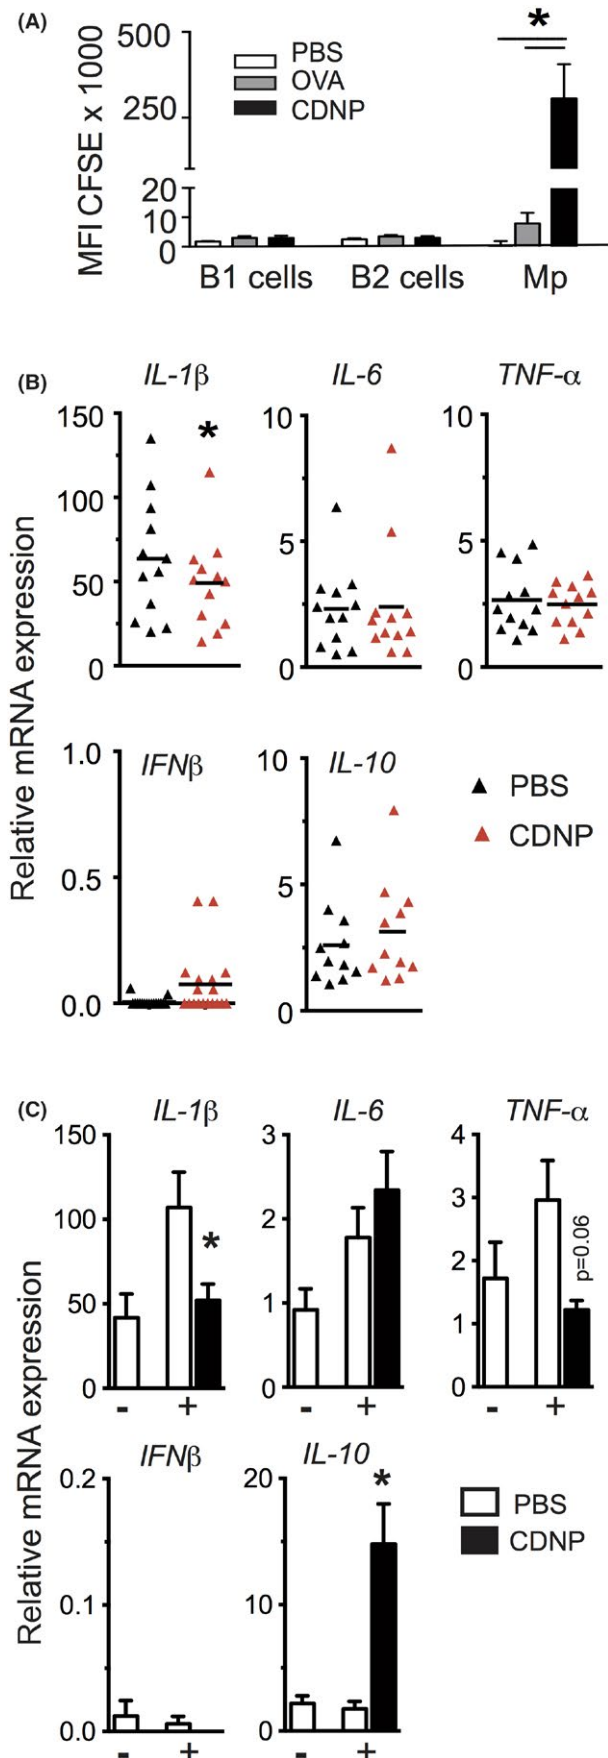 (A)
MFI CFSE x 1000
500
250
20
10
0
PBS
OVA
CDNP
*
B1 cells
B2 cells
Mp
(B)
Relative mRNA expression
IL-1β
IL-6
TNF-α
150
100
50
0
*
10
5
0
10
5
0
IFNβ
IL-10
1.0
0.5
0.0
10
5
0
PBS
CDNP
(C)
Relative mRNA expression
IL-1β
IL-6
TNF-α
150
100
50
0
*
- +
3
2
1
0
- +
4
3
2
1
0
p=0.06
- +
IFNβ
IL-10
0.2
0.1
0.0
- +
20
10
0
*
- +
PBS
CDNP